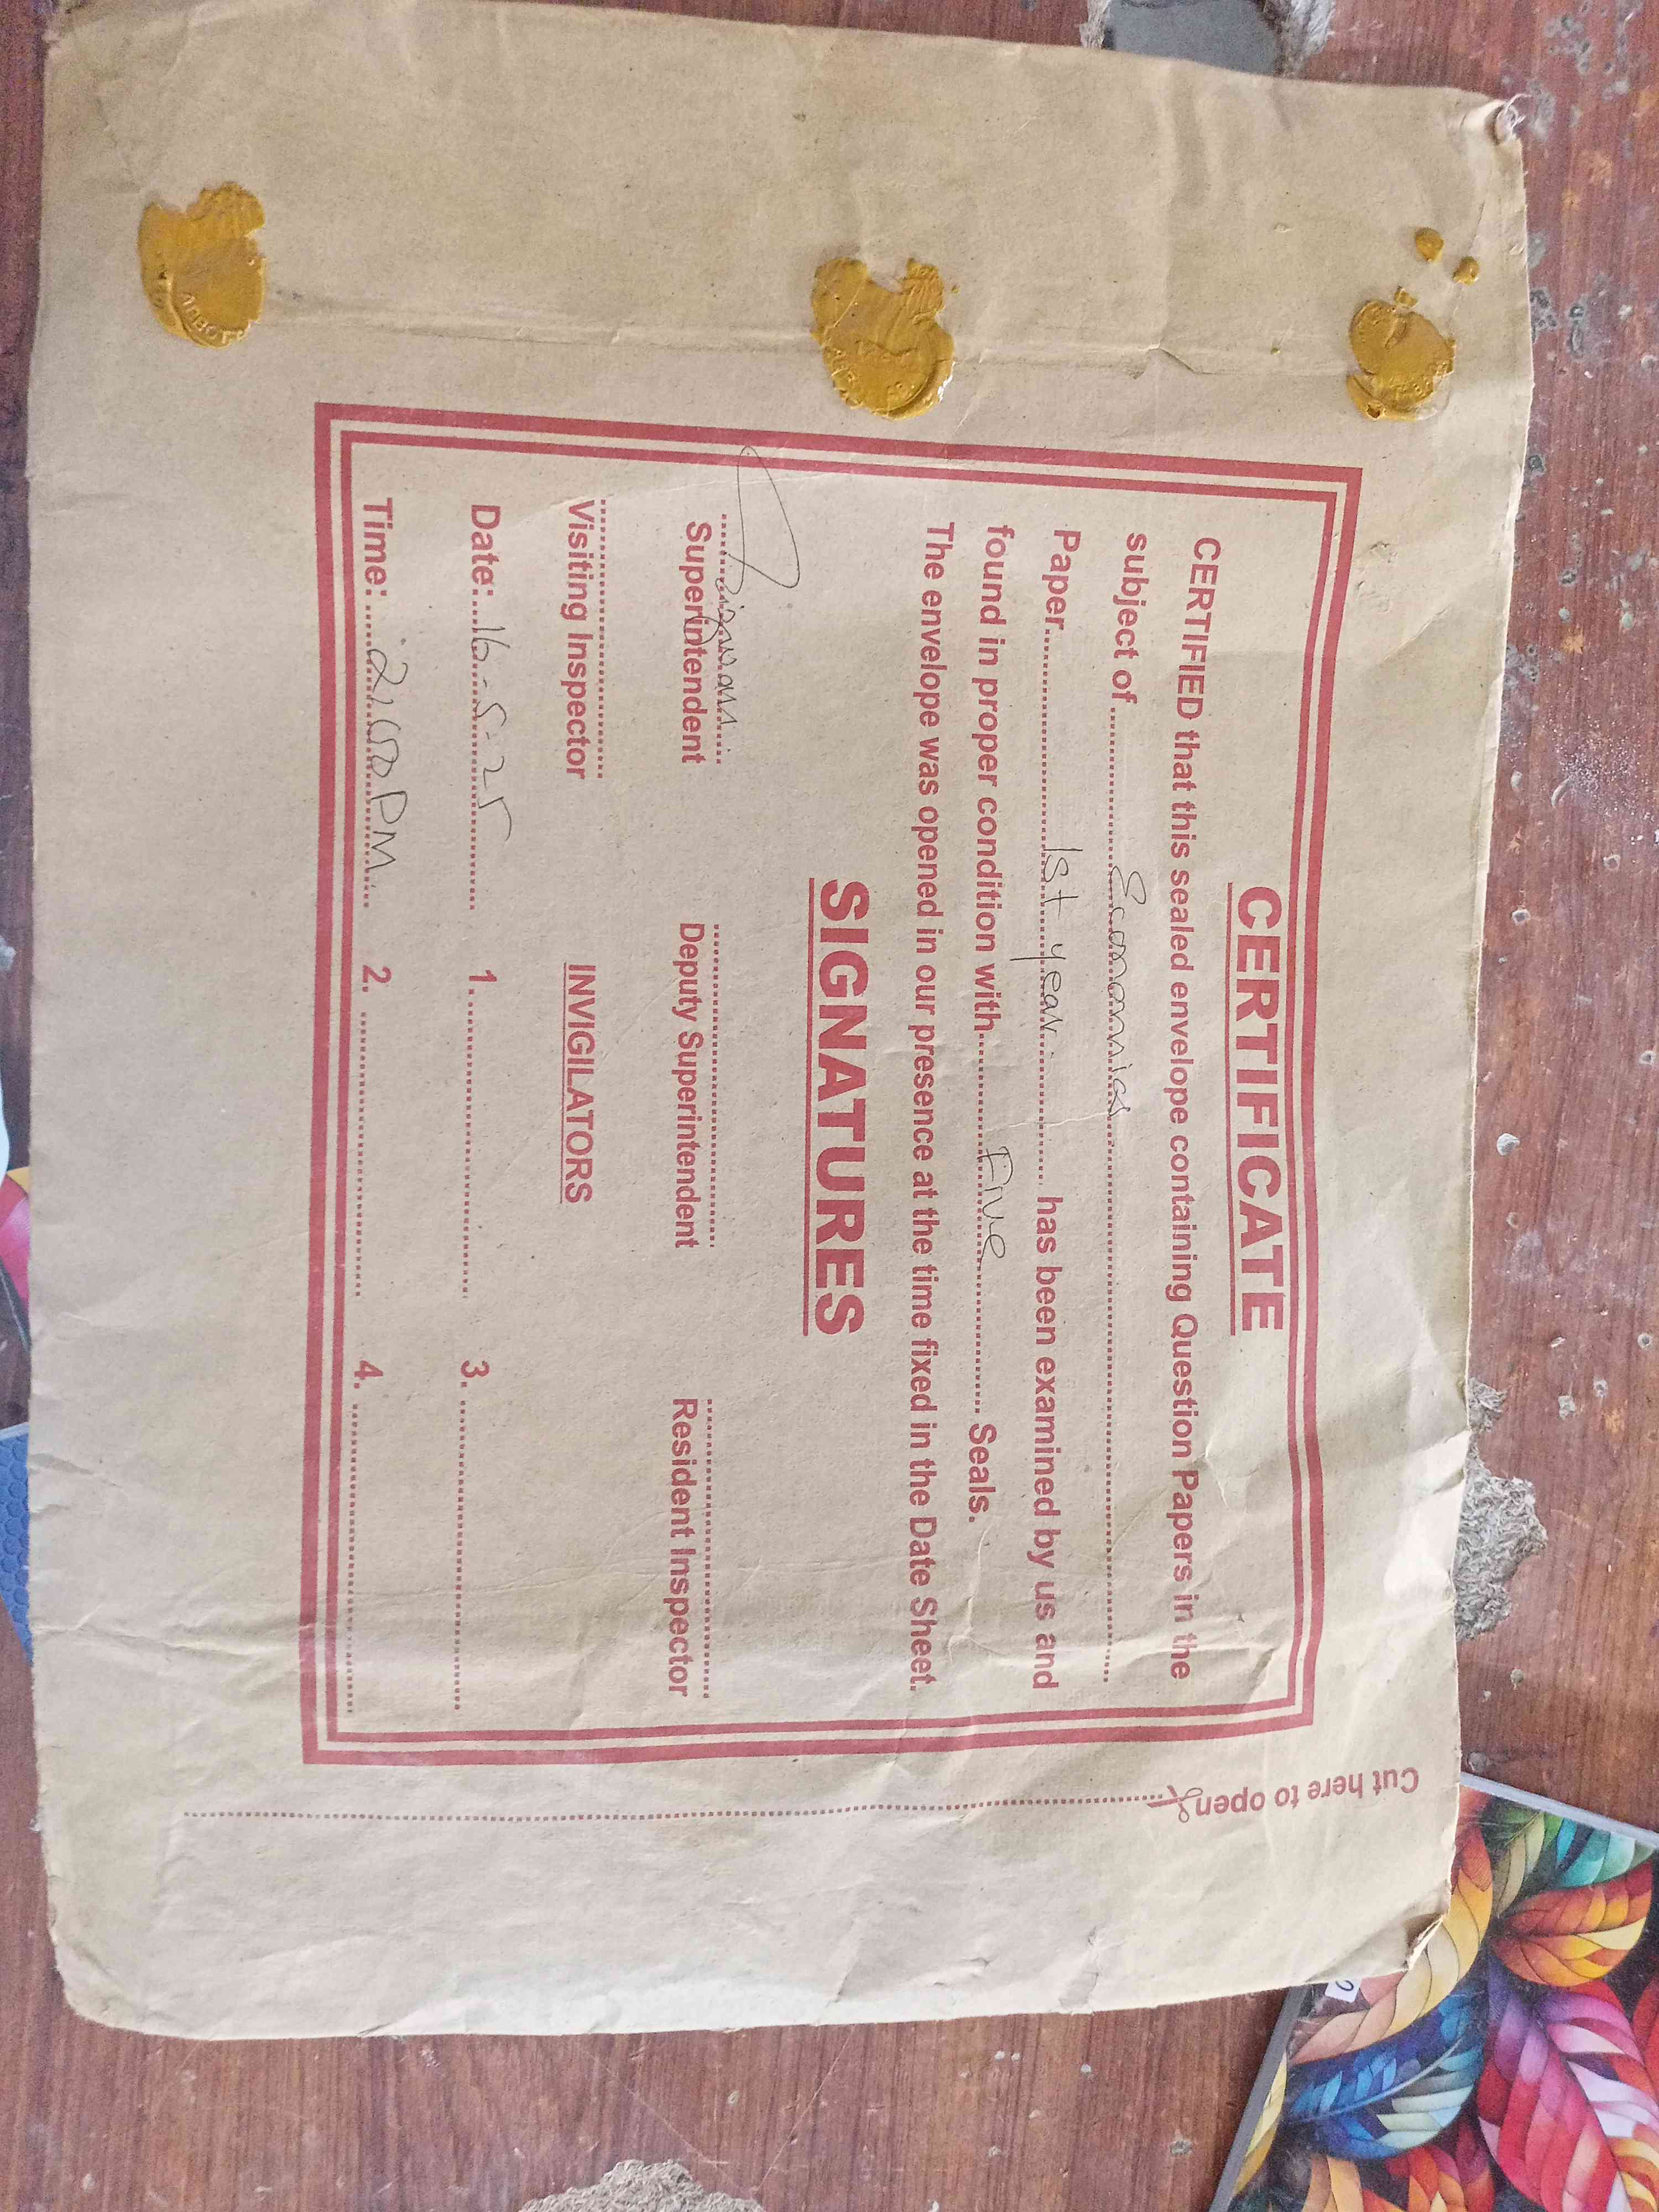 CERTIFICATE
CERTIFIED that this sealed envelope containing Question Papers in the
subject of.......... Economics ..........
Paper.......... 1st year .......... has been examined by us and
found in proper condition with.......... Five .......... Seals.
The envelope was opened in our presence at the time fixed in the Date Sheet.
SIGNATURES
Superintendent Deputy Superintendent Resident Inspector
Visiting Inspector INVIGILATORS
Date: 16-5-25 1. .......... 3. ..........
Time: 2:00 PM 2. .......... 4. ..........
Cut here to open